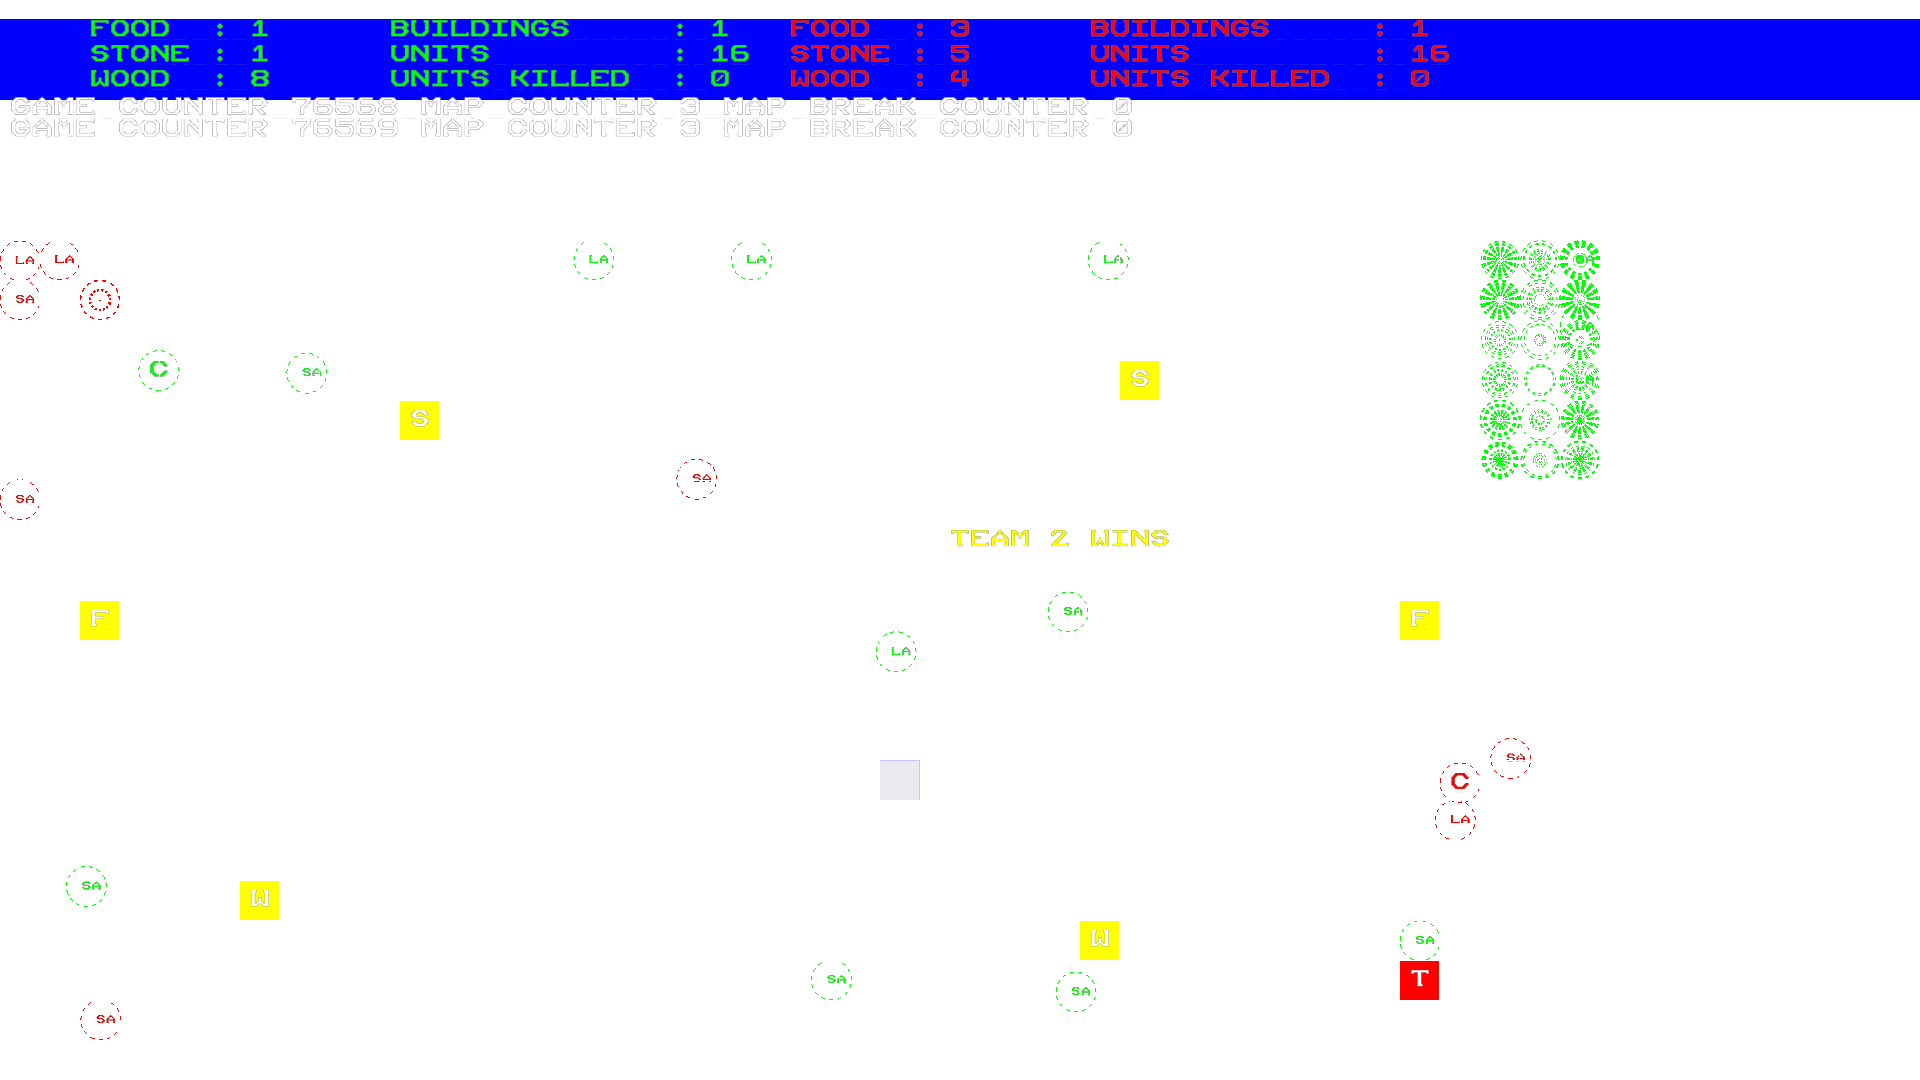 FOOD : 1 BUILDINGS : 1 FOOD : 3 BUILDINGS : 1
STONE : 1 UNITS : 16 STONE : 5 UNITS : 16
WOOD : 8 UNITS KILLED : 0 WOOD : 4 UNITS KILLED : 0
GAME COUNTER 76568 MAP COUNTER 3 MAP BREAK COUNTER 0
GAME COUNTER 76569 MAP COUNTER 3 MAP BREAK COUNTER 0
LA LA LA LA LA
SA
C SA S
S
SA
SA
TEAM 2 WINS
F SA F
LA
SA
C
LA
SA W
W SA
SA SA T
SA